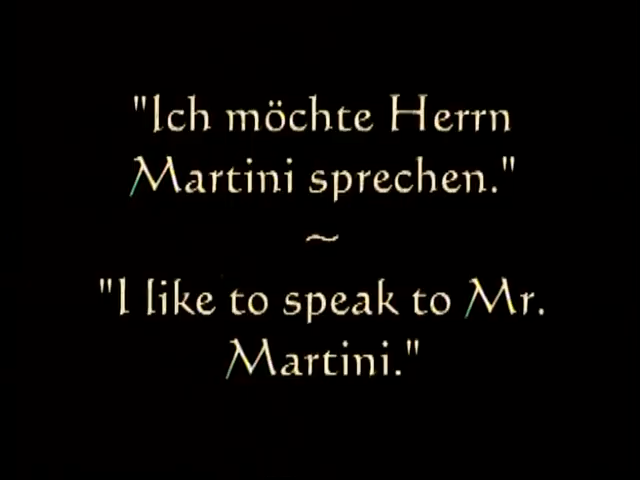 "Ich möchte Herrn
Martini sprechen."
~
"I like to speak to Mr.
Martini."